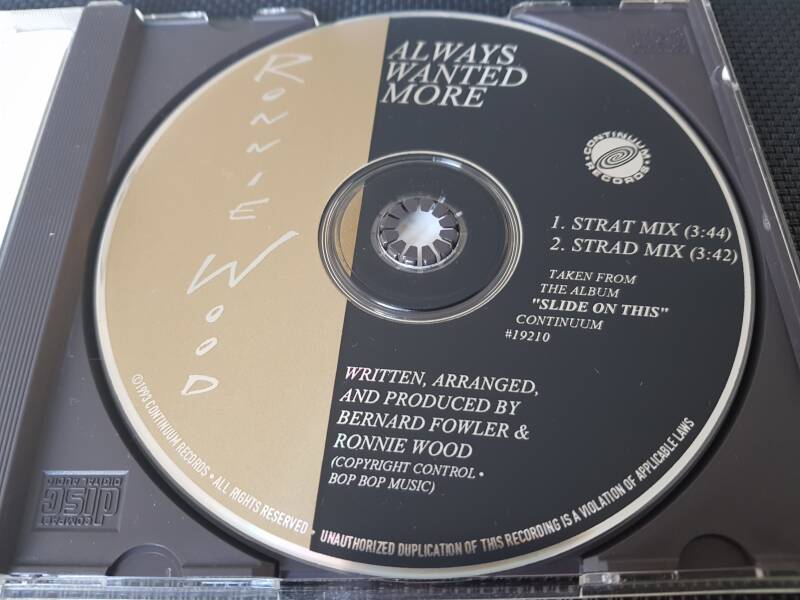 RONNIE WOOD
ALWAYS
WANTED
MORE
CONTINUUM
RECORDS
1. STRAT MIX (3:44)
2. STRAD MIX (3:42)
TAKEN FROM
THE ALBUM
"SLIDE ON THIS"
CONTINUUM
#19210
WRITTEN, ARRANGED,
AND PRODUCED BY
BERNARD FOWLER &
RONNIE WOOD
(COPYRIGHT CONTROL •
BOP BOP MUSIC)
©1993 CONTINUUM RECORDS • ALL RIGHTS RESERVED • UNAUTHORIZED DUPLICATION OF THIS RECORDING IS A VIOLATION OF APPLICABLE LAWS
COMPACT
disc
DIGITAL AUDIO